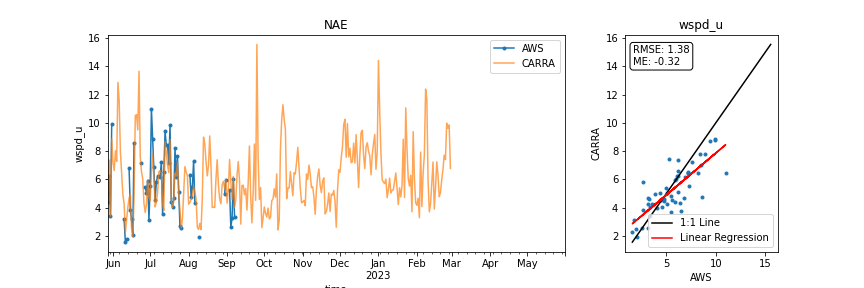 NAE
wspd_u
16
14
12
10
8
6
4
2
wspd_u
AWS
CARRA
Jun Jul Aug Sep Oct Nov Dec Jan Feb Mar Apr May
2023
time
16
14
12
10
8
6
4
2
CARRA
RMSE: 1.38
ME: -0.32
1:1 Line
Linear Regression
5 10 15
AWS